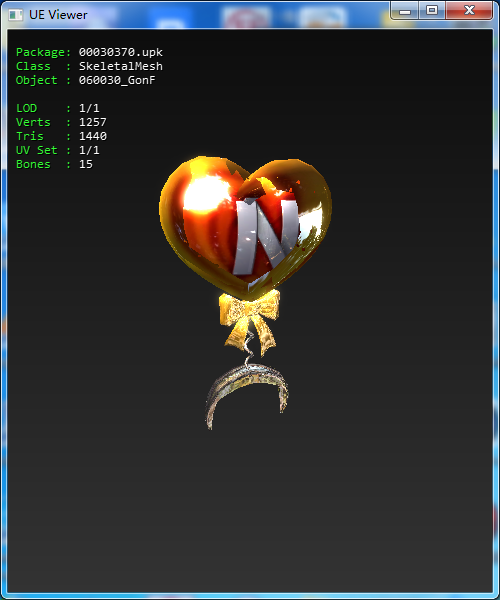 UE Viewer
Package: 00030370.upk
Class  : SkeletalMesh
Object : 060030_GonF
LOD    : 1/1
Verts  : 1257
Tris   : 1440
UV Set : 1/1
Bones  : 15
N